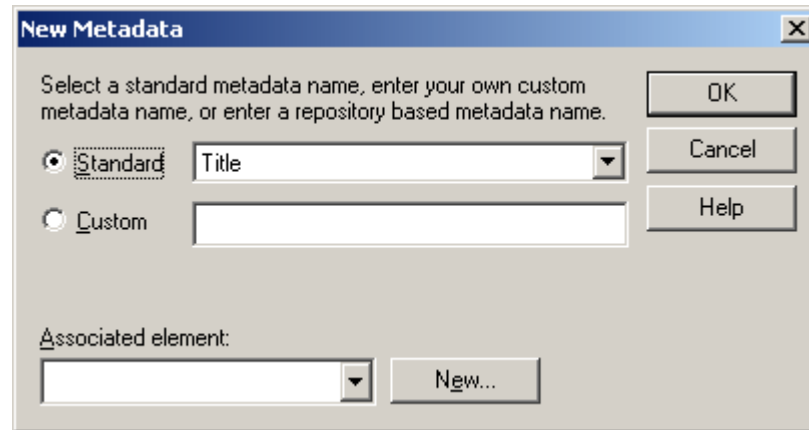 New Metadata
Select a standard metadata name, enter your own custom
metadata name, or enter a repository based metadata name.
OK
Standard
Title
Cancel
Custom
Help
Associated element:
New...